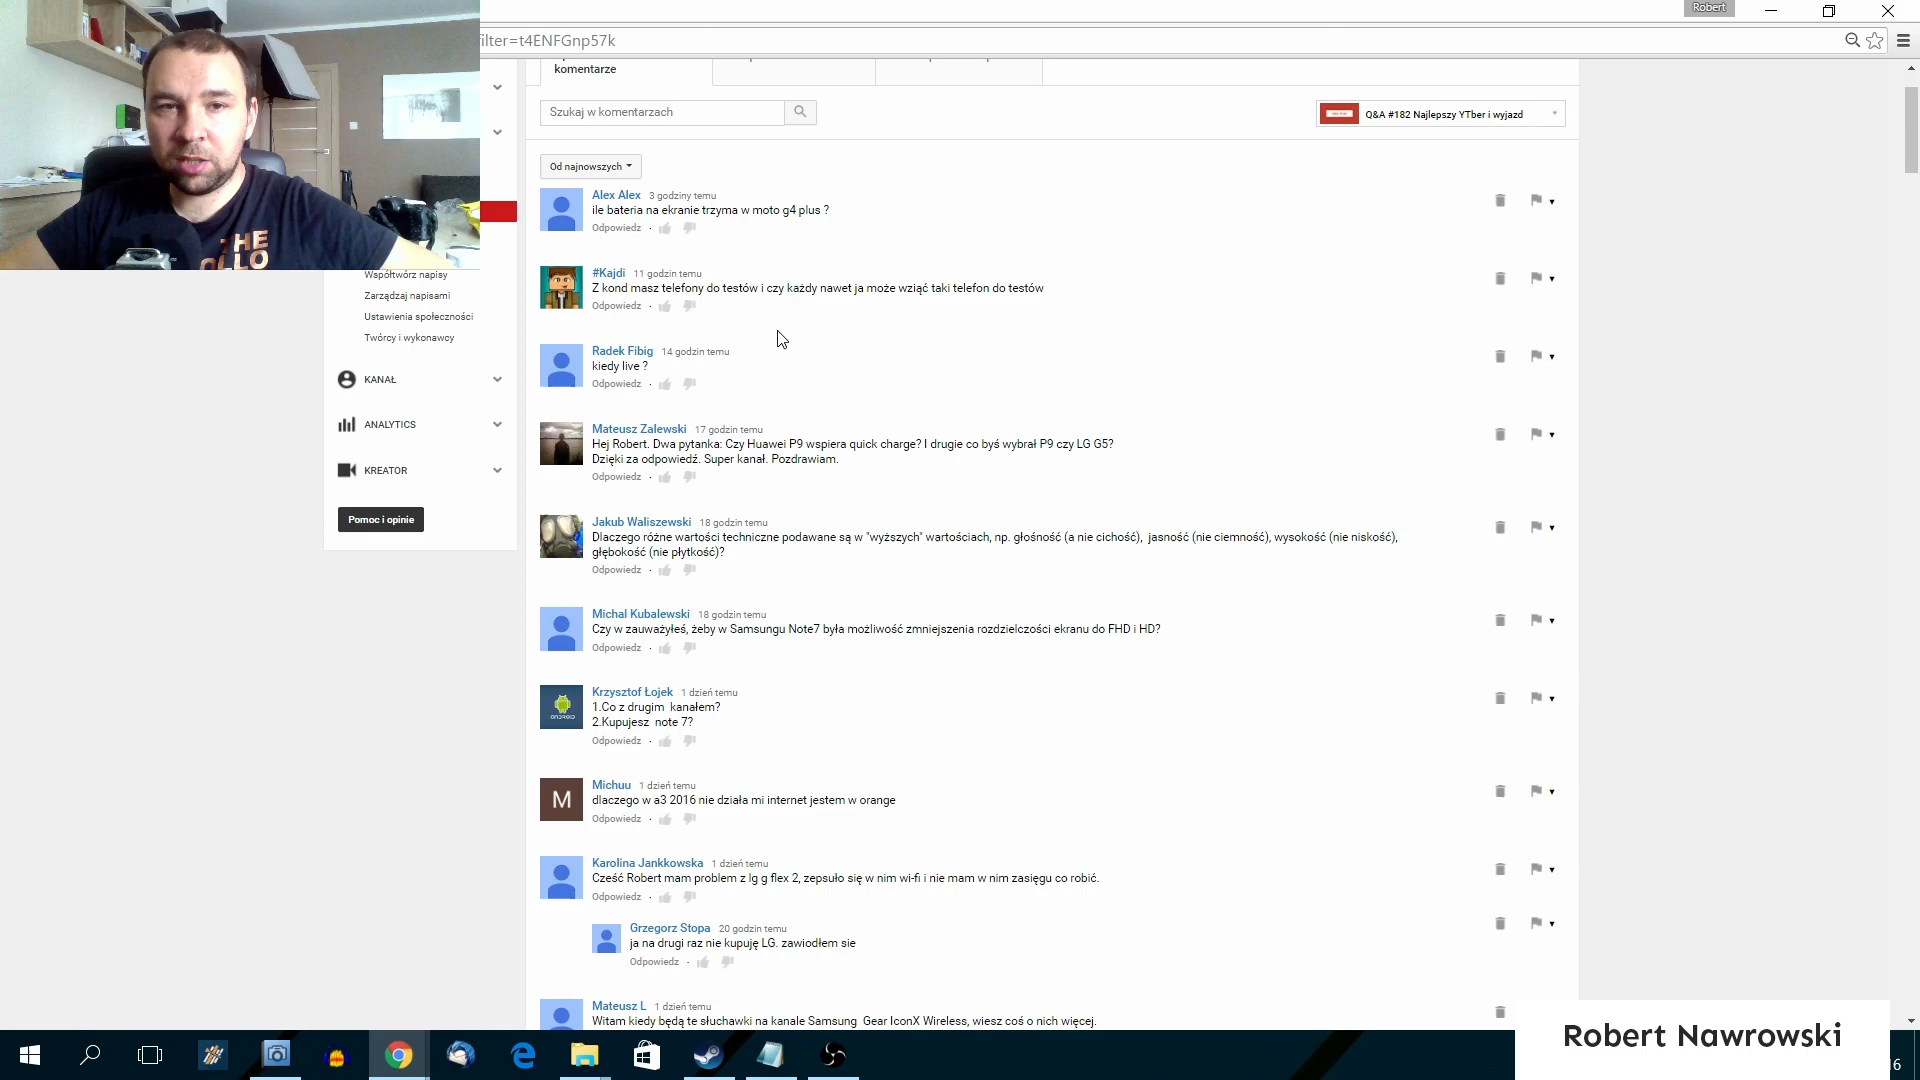 Robert
ilter=t4ENFGnp57k
komentarze
Szukaj w komentarzach
Q&A #182 Najlepszy YTber i wyjazd
Od najnowszych
Alex Alex 3 godziny temu
ile bateria na ekranie trzyma w moto g4 plus ?
Odpowiedz
THE
OLLO
Współtwórz napisy
Zarządzaj napisami
Ustawienia społeczności
Twórcy i wykonawcy
KANAŁ
ANALYTICS
KREATOR
Pomoc i opinie
#Kajdi 11 godzin temu
Z kond masz telefony do testów i czy każdy nawet ja może wziąć taki telefon do testów
Odpowiedz
Radek Fibig 14 godzin temu
kiedy live ?
Odpowiedz
Mateusz Zalewski 17 godzin temu
Hej Robert. Dwa pytanka: Czy Huawei P9 wspiera quick charge? I drugie co byś wybrał P9 czy LG G5?
Dzięki za odpowiedź. Super kanał. Pozdrawiam.
Odpowiedz
Jakub Waliszewski 18 godzin temu
Dlaczego różne wartości techniczne podawane są w "wyższych" wartościach, np. głośność (a nie cichość), jasność (nie ciemność), wysokość (nie niskość),
głębokość (nie płytkość)?
Odpowiedz
Michal Kubalewski 18 godzin temu
Czy w zauważyłeś, żeby w Samsungu Note7 była możliwość zmniejszenia rozdzielczości ekranu do FHD i HD?
Odpowiedz
Krzysztof Łojek 1 dzień temu
1.Co z drugim kanałem?
2.Kupujesz note 7?
Odpowiedz
M
Michuu 1 dzień temu
dlaczego w a3 2016 nie działa mi internet jestem w orange
Odpowiedz
Karolina Jankkowska 1 dzień temu
Cześć Robert mam problem z lg g flex 2, zepsuło się w nim wi-fi i nie mam w nim zasięgu co robić.
Odpowiedz
Grzegorz Stopa 20 godzin temu
ja na drugi raz nie kupuję LG. zawiodłem sie
Odpowiedz
Mateusz L 1 dzień temu
Witam kiedy będą te słuchawki na kanale Samsung Gear IconX Wireless, wiesz coś o nich więcej.
Robert Nawrowski
16